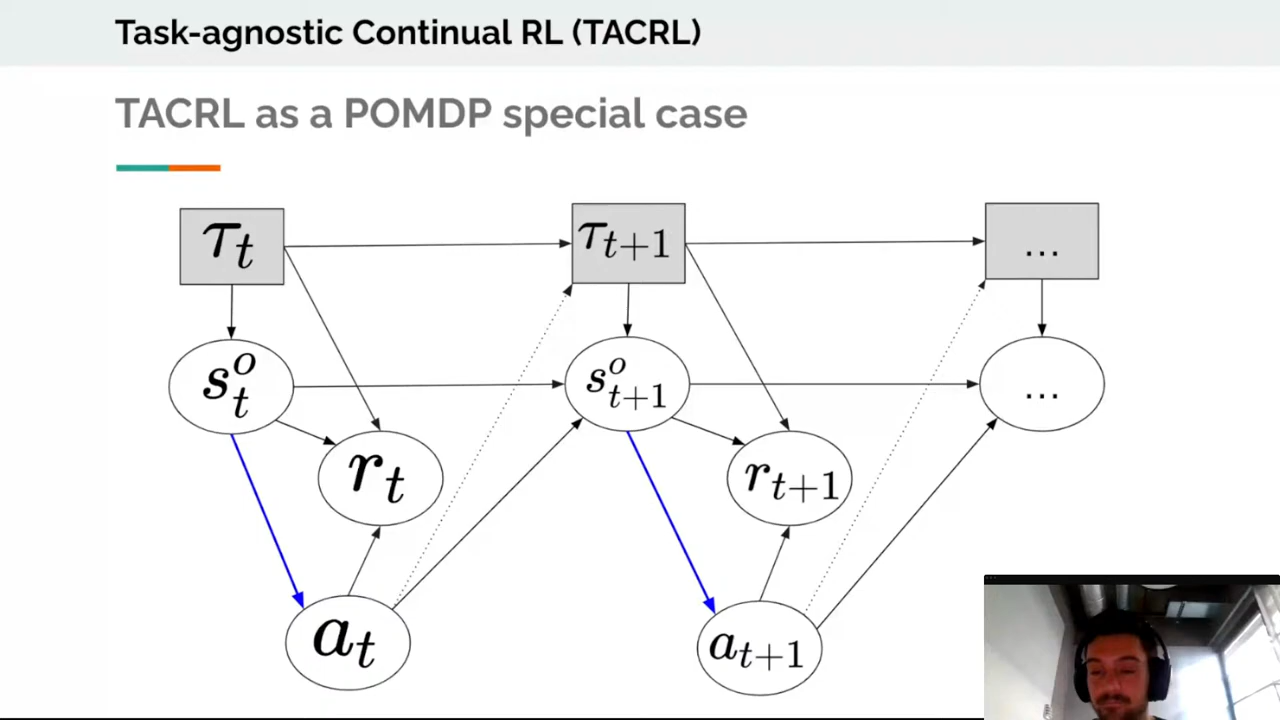 Task-agnostic Continual RL (TACRL)
TACRL as a POMDP special case
τ_t
τ_{t+1}
...
s^o_t
s^o_{t+1}
...
r_t
r_{t+1}
a_t
a_{t+1}